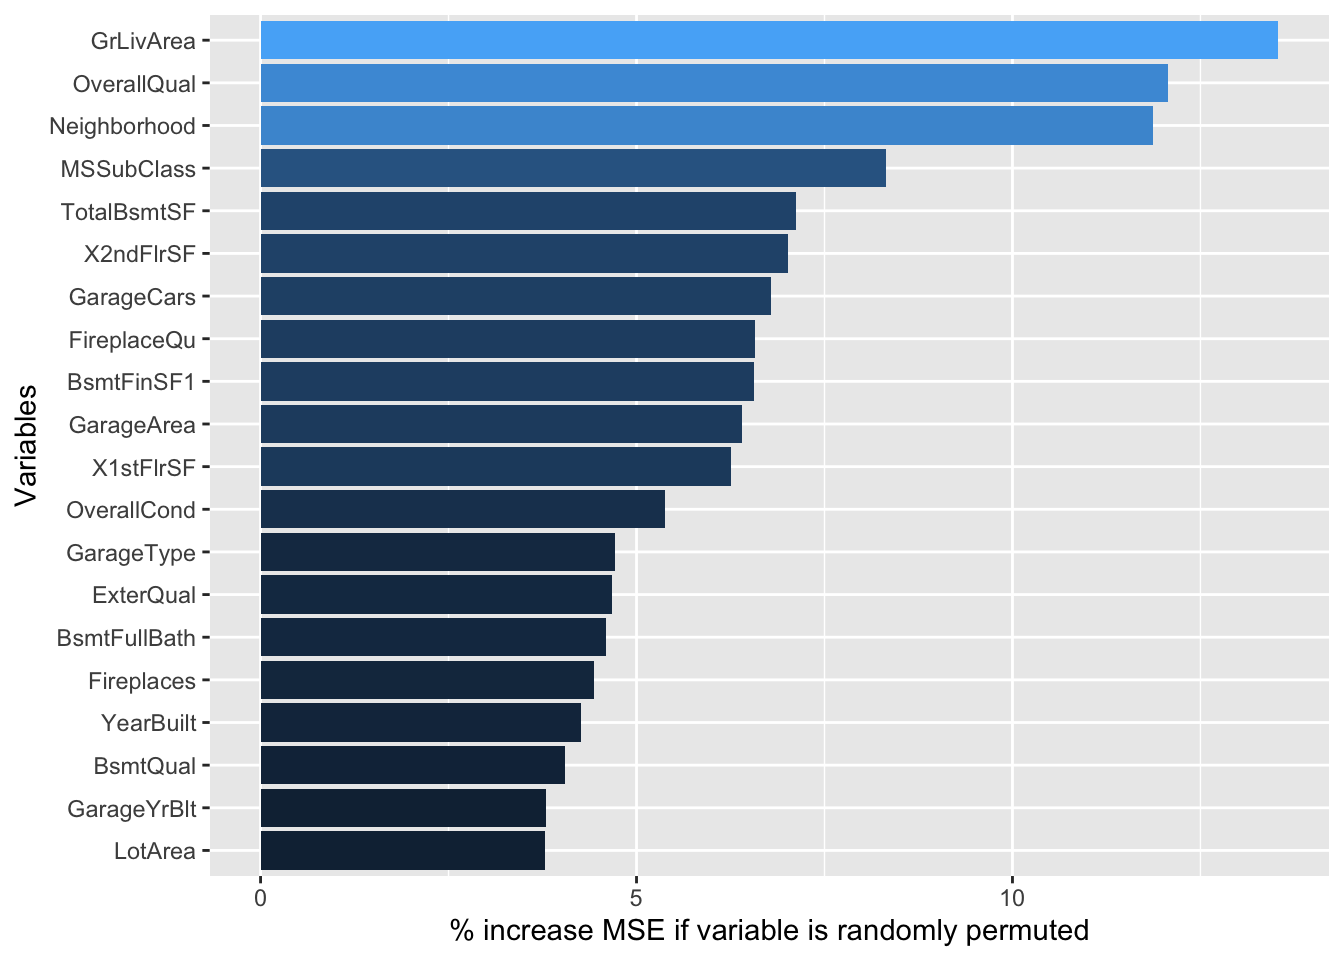 GrLivArea
OverallQual
Neighborhood
MSSubClass
TotalBsmtSF
X2ndFlrSF
GarageCars
FireplaceQu
BsmtFinSF1
GarageArea
X1stFlrSF
OverallCond
GarageType
ExterQual
BsmtFullBath
Fireplaces
YearBuilt
BsmtQual
GarageYrBlt
LotArea
Variables
0 5 10
% increase MSE if variable is randomly permuted